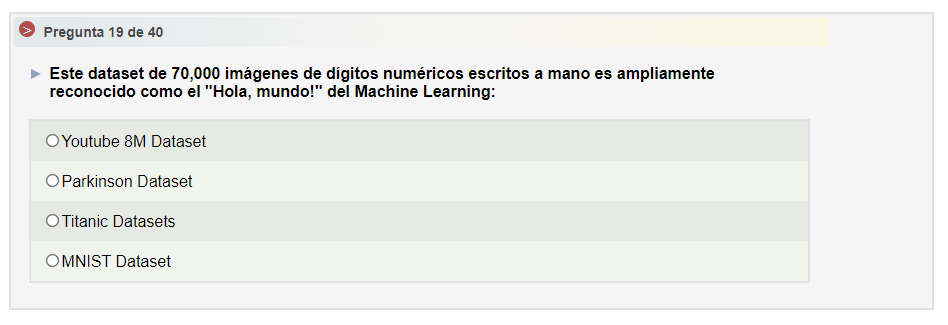 Pregunta 19 de 40
Este dataset de 70,000 imágenes de dígitos numéricos escritos a mano es ampliamente
reconocido como el "Hola, mundo!" del Machine Learning:
Youtube 8M Dataset
Parkinson Dataset
Titanic Datasets
MNIST Dataset